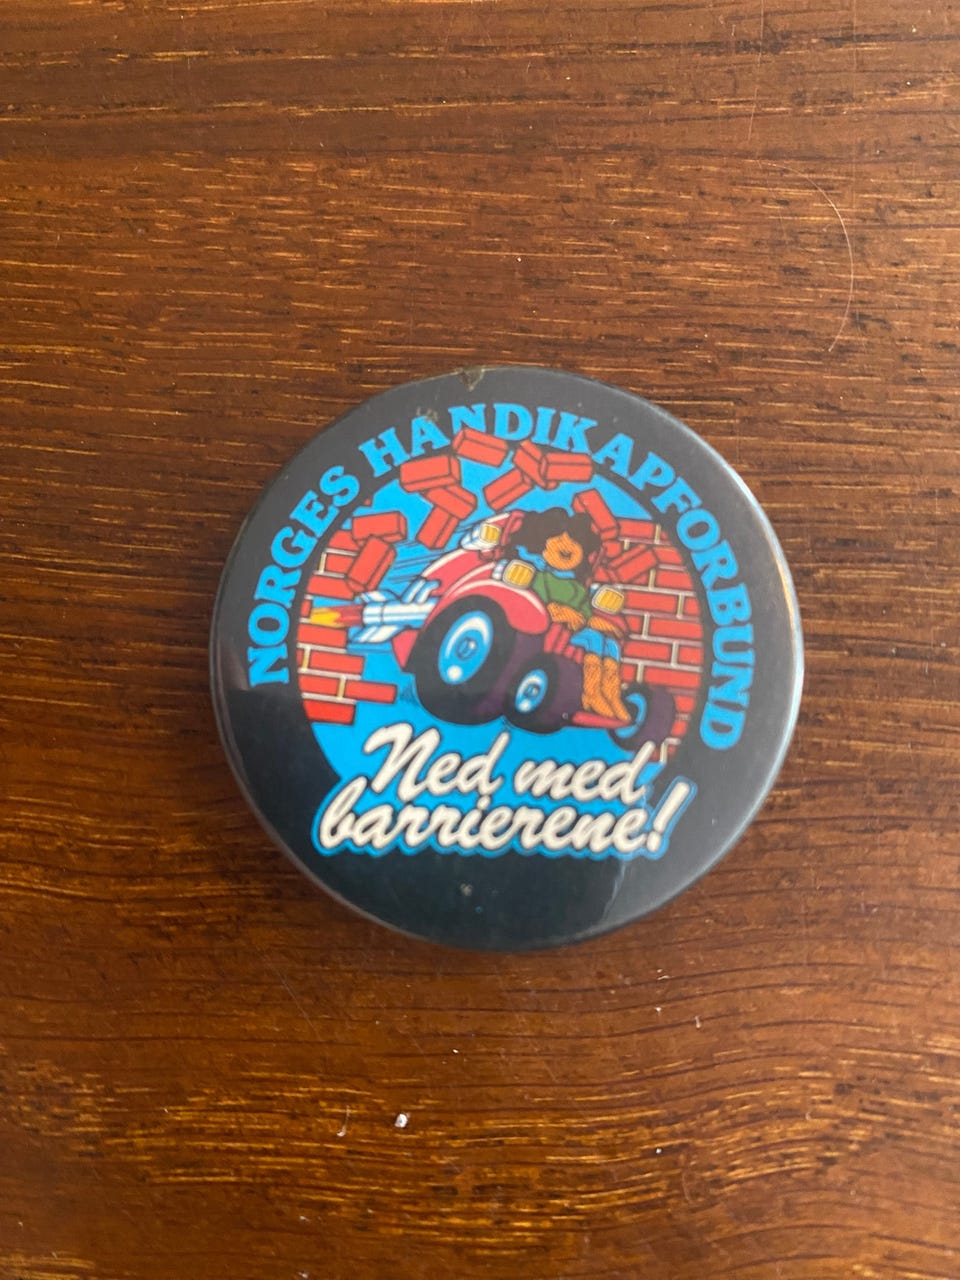 NORGES HANDIKAPFORBUND
Ned med
barrierene!